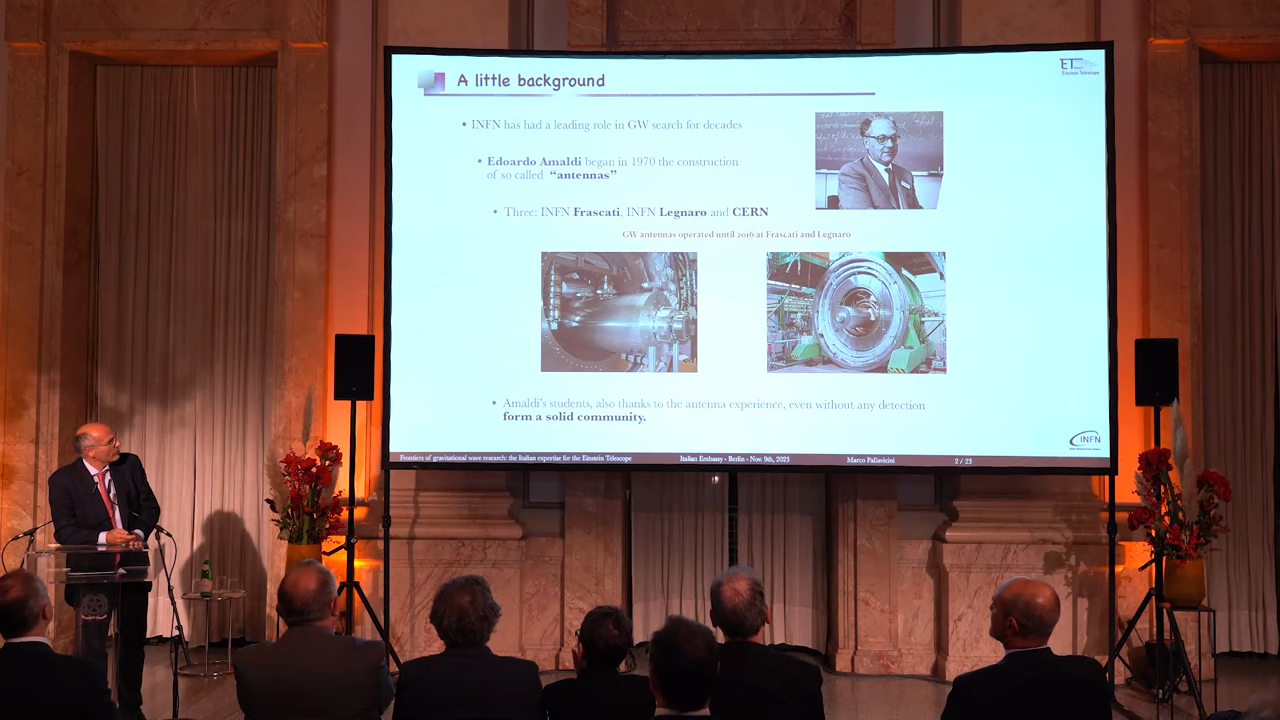 A little background
ET
Einstein Telescope
• INFN has had a leading role in GW search for decades
• Edoardo Amaldi began in 1970 the construction
of so called “antennas”
• Three: INFN Frascati, INFN Legnaro and CERN
GW antennas operated until 2016 at Frascati and Legnaro
• Amaldi's students, also thanks to the antenna experience, even without any detection
form a solid community.
INFN
Frontiers of gravitational wave research: the Italian expertise for the Einstein Telescope
Italian Embassy - Berlin - Nov. 9th, 2023
Marco Pallavicini
2 / 23